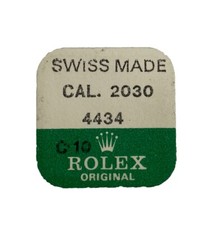 SWISS MADE
CAL. 2030
4434
C 10
ROLEX
ORIGINAL